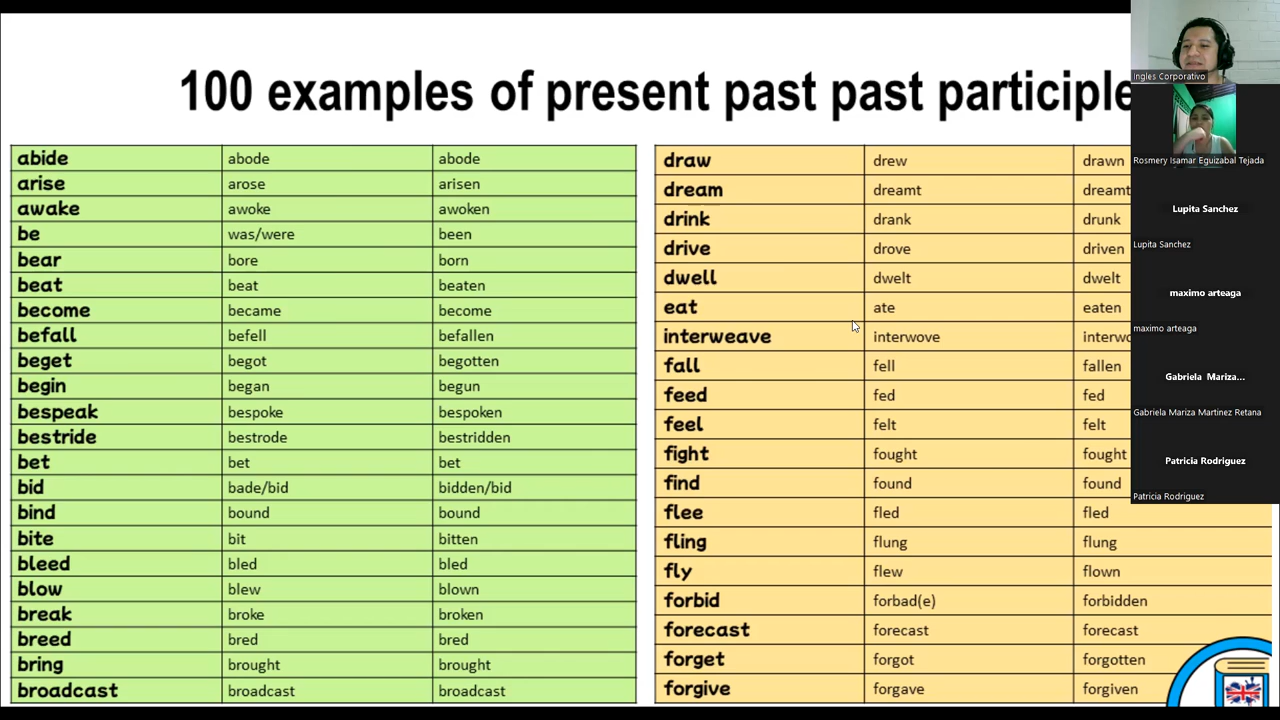 100 examples of present past past participle
abide abode abode
arise arose arisen
awake awoke awoken
be was/were been
bear bore born
beat beat beaten
become became become
befall befell befallen
beget begot begotten
begin began begun
bespeak bespoke bespoken
bestride bestrode bestridden
bet bet bet
bid bade/bid bidden/bid
bind bound bound
bite bit bitten
bleed bled bled
blow blew blown
break broke broken
breed bred bred
bring brought brought
broadcast broadcast broadcast
draw drew drawn
dream dreamt dreamt
drink drank drunk
drive drove driven
dwell dwelt dwelt
eat ate eaten
interweave interwove interwo
fall fell fallen
feed fed fed
feel felt felt
fight fought fought
find found found
flee fled fled
fling flung flung
fly flew flown
forbid forbad(e) forbidden
forecast forecast forecast
forget forgot forgotten
forgive forgave forgiven
ingles Corporativo
Rosmery Isamar Eguizabal Tejada
Lupita Sanchez
Lupita Sanchez
maximo arteaga
maximo arteaga
Gabriela Mariza...
Gabriela Mariza Martinez Retana
Patricia Rodriguez
Patricia Rodriguez